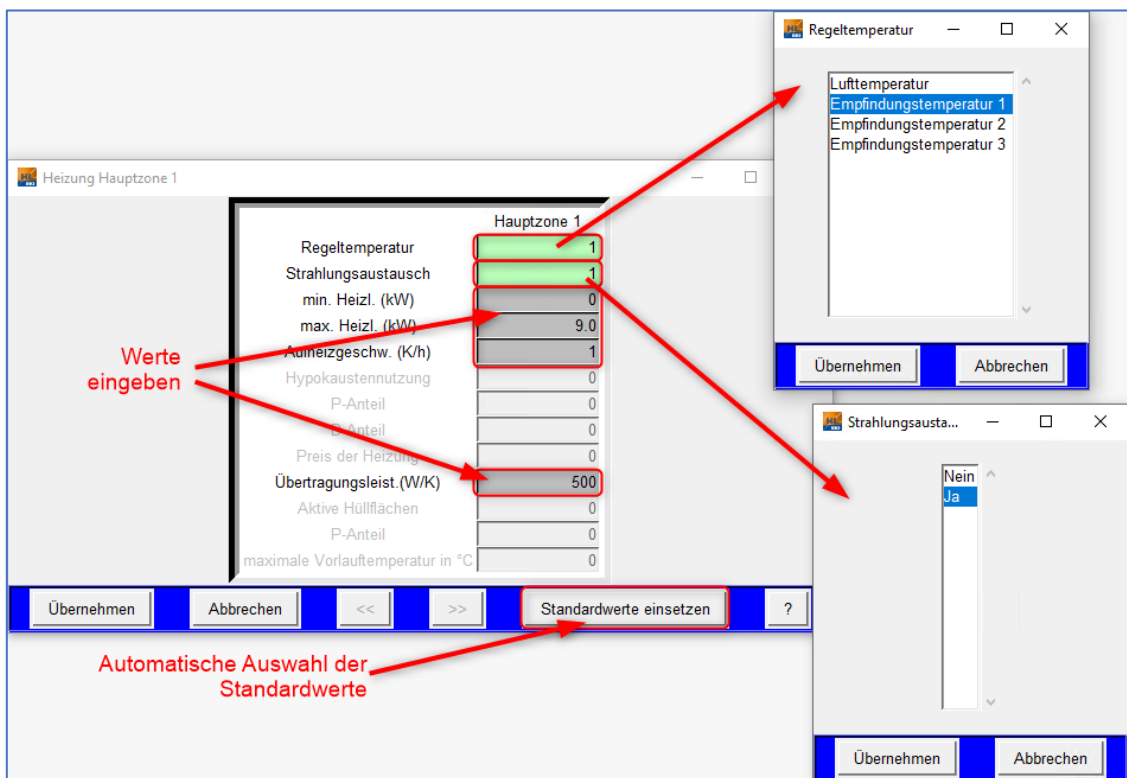 Regeltemperatur
Lufttemperatur
Empfindungstemperatur 1
Empfindungstemperatur 2
Empfindungstemperatur 3
Übernehmen Abbrechen
Heizung Hauptzone 1
Hauptzone 1
Regeltemperatur 1
Strahlungsaustausch 1
min. Heizl. (kW) 0
max. Heizl. (kW) 9.0
Aufheizgeschw. (K/h) 1
Hypokaustennutzung 0
P-Anteil 0
D-Anteil 0
Preis der Heizung 0
Übertragungsleist.(W/K) 500
Aktive Hüllflächen 0
P-Anteil 0
maximale Vorlauftemperatur in °C 0
Übernehmen Abbrechen << >> Standardwerte einsetzen ?
Werte
eingeben
Automatische Auswahl der
Standardwerte
Strahlungsausta...
Nein
Ja
Übernehmen Abbrechen